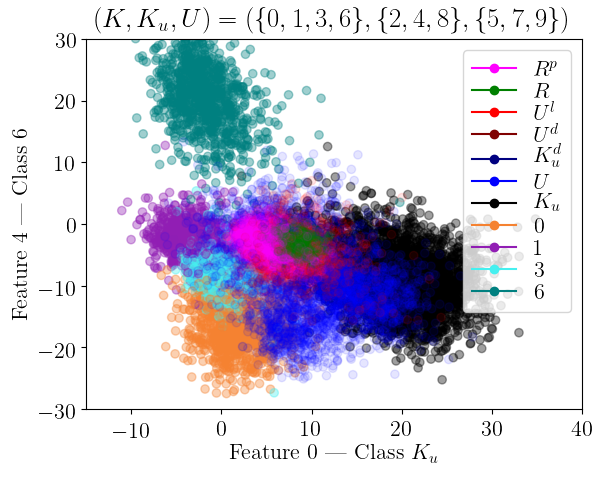 (K, K_u, U) = ({0, 1, 3, 6}, {2, 4, 8}, {5, 7, 9})
30
20
10
0
−10
−20
−30
Feature 4 — Class 6
R^p
R
U^l
U^d
K_u^d
U
K_u
0
1
3
6
−10
0
10
20
30
40
Feature 0 — Class K_u